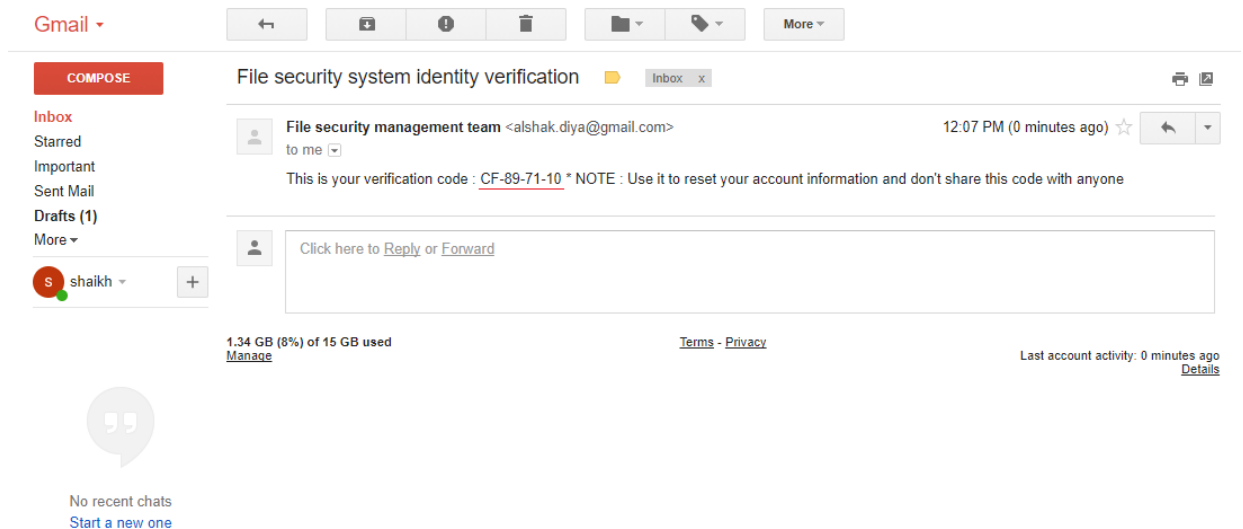 Gmail
More
COMPOSE
File security system identity verification
Inbox x
Inbox
Starred
Important
Sent Mail
Drafts (1)
More
File security management team <alshak.diya@gmail.com>
12:07 PM (0 minutes ago)
to me
This is your verification code : CF-89-71-10 * NOTE : Use it to reset your account information and don't share this code with anyone
S shaikh
+
Click here to Reply or Forward
1.34 GB (8%) of 15 GB used
Manage
Terms - Privacy
Last account activity: 0 minutes ago
Details
No recent chats
Start a new one